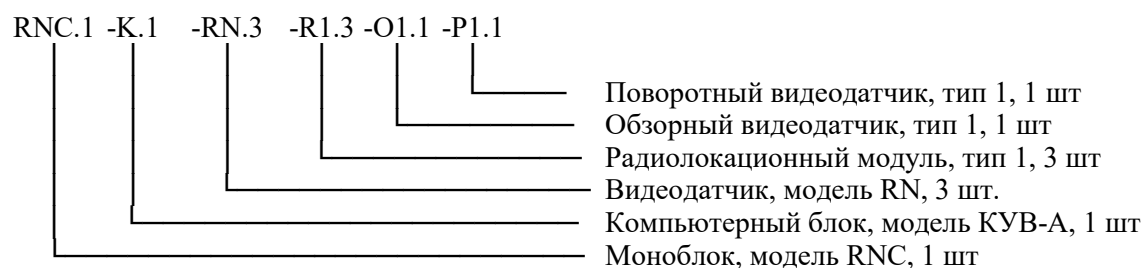 RNC.1 -K.1 -RN.3 -R1.3 -O1.1 -P1.1
Поворотный видеодатчик, тип 1, 1 шт
Обзорный видеодатчик, тип 1, 1 шт
Радиолокационный модуль, тип 1, 3 шт
Видеодатчик, модель RN, 3 шт.
Компьютерный блок, модель КУВ-А, 1 шт
Моноблок, модель RNC, 1 шт